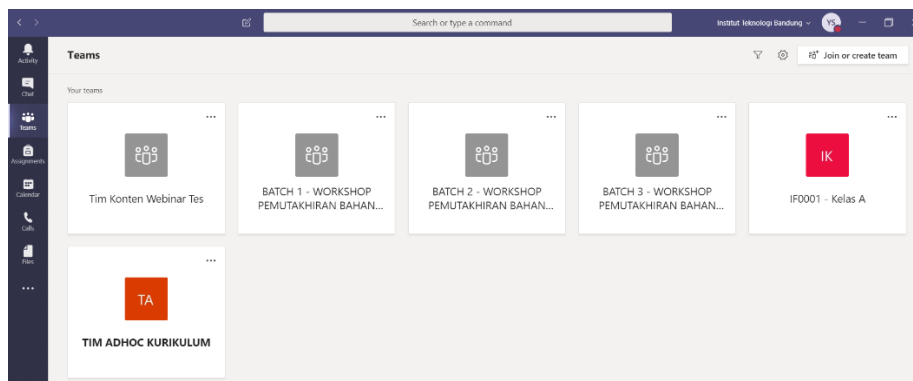 Search or type a command
Institut Teknologi Bandung
YS
Activity
Chat
Teams
Assignments
Calendar
Calls
Files
Teams
Join or create team
Your teams
Tim Konten Webinar Tes
BATCH 1 - WORKSHOP
PEMUTAKHIRAN BAHAN...
BATCH 2 - WORKSHOP
PEMUTAKHIRAN BAHAN...
BATCH 3 - WORKSHOP
PEMUTAKHIRAN BAHAN...
IK
IF0001 - Kelas A
TA
TIM ADHOC KURIKULUM